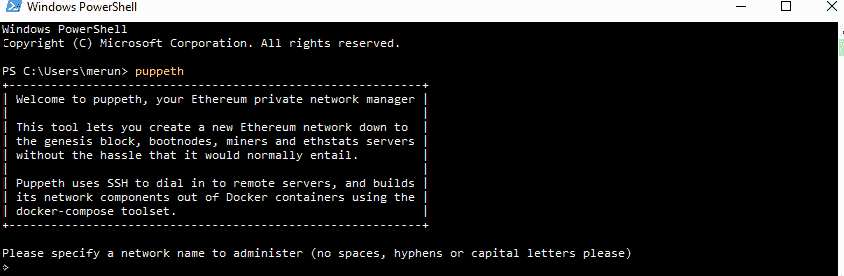 Windows PowerShell
Windows PowerShell
Copyright (C) Microsoft Corporation. All rights reserved.
PS C:\Users\merun> puppeth
+-----------------------------------------------------------+
| Welcome to puppeth, your Ethereum private network manager |
| |
| This tool lets you create a new Ethereum network down to |
| the genesis block, bootnodes, miners and ethstats servers |
| without the hassle that it would normally entail. |
| |
| Puppeth uses SSH to dial in to remote servers, and builds |
| its network components out of Docker containers using the |
| docker-compose toolset. |
+-----------------------------------------------------------+
Please specify a network name to administer (no spaces, hyphens or capital letters please)
>